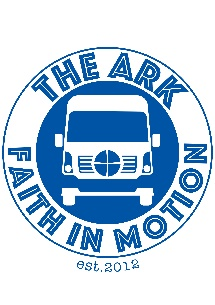 THE ARK
FAITH IN MOTION
est.2012